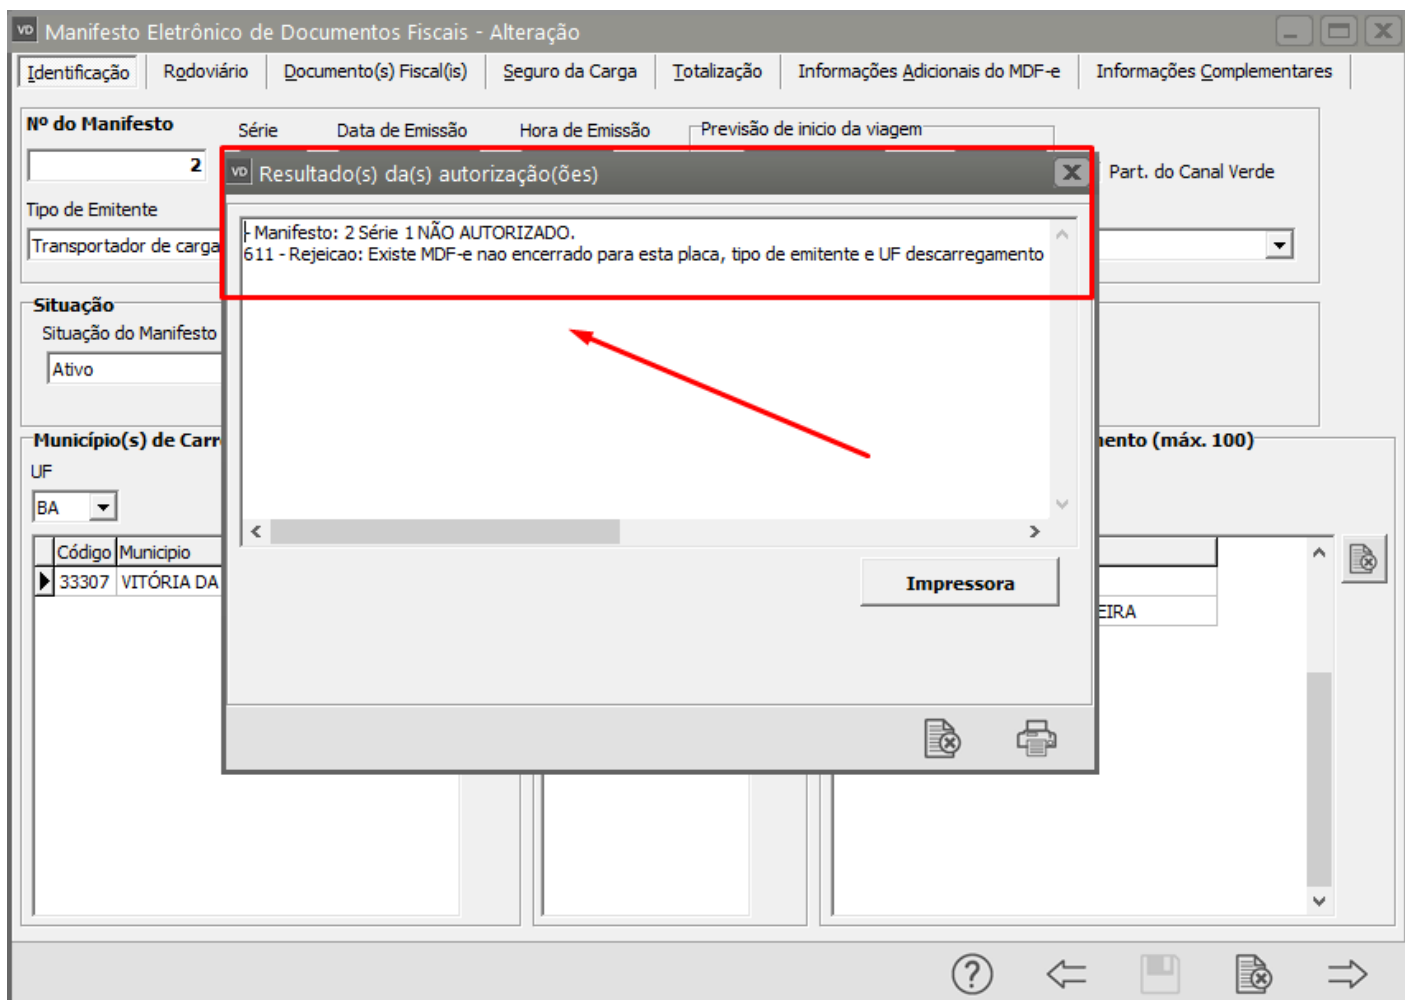 VD Manifesto Eletrônico de Documentos Fiscais - Alteração
Identificação Rodoviário Documento(s) Fiscal(is) Seguro da Carga Totalização Informações Adicionais do MDF-e Informações Complementares
Nº do Manifesto Série Data de Emissão Hora de Emissão Previsão de inicio da viagem
2
Part. do Canal Verde
VD Resultado(s) da(s) autorização(ões)
Tipo de Emitente
Transportador de carga
- Manifesto: 2 Série 1 NÃO AUTORIZADO.
611 - Rejeicao: Existe MDF-e nao encerrado para esta placa, tipo de emitente e UF descarregamento
Situação
Situação do Manifesto
Ativo
Município(s) de Carr
ento (máx. 100)
UF
BA
Código Municipio
33307 VITÓRIA DA
EIRA
Impressora